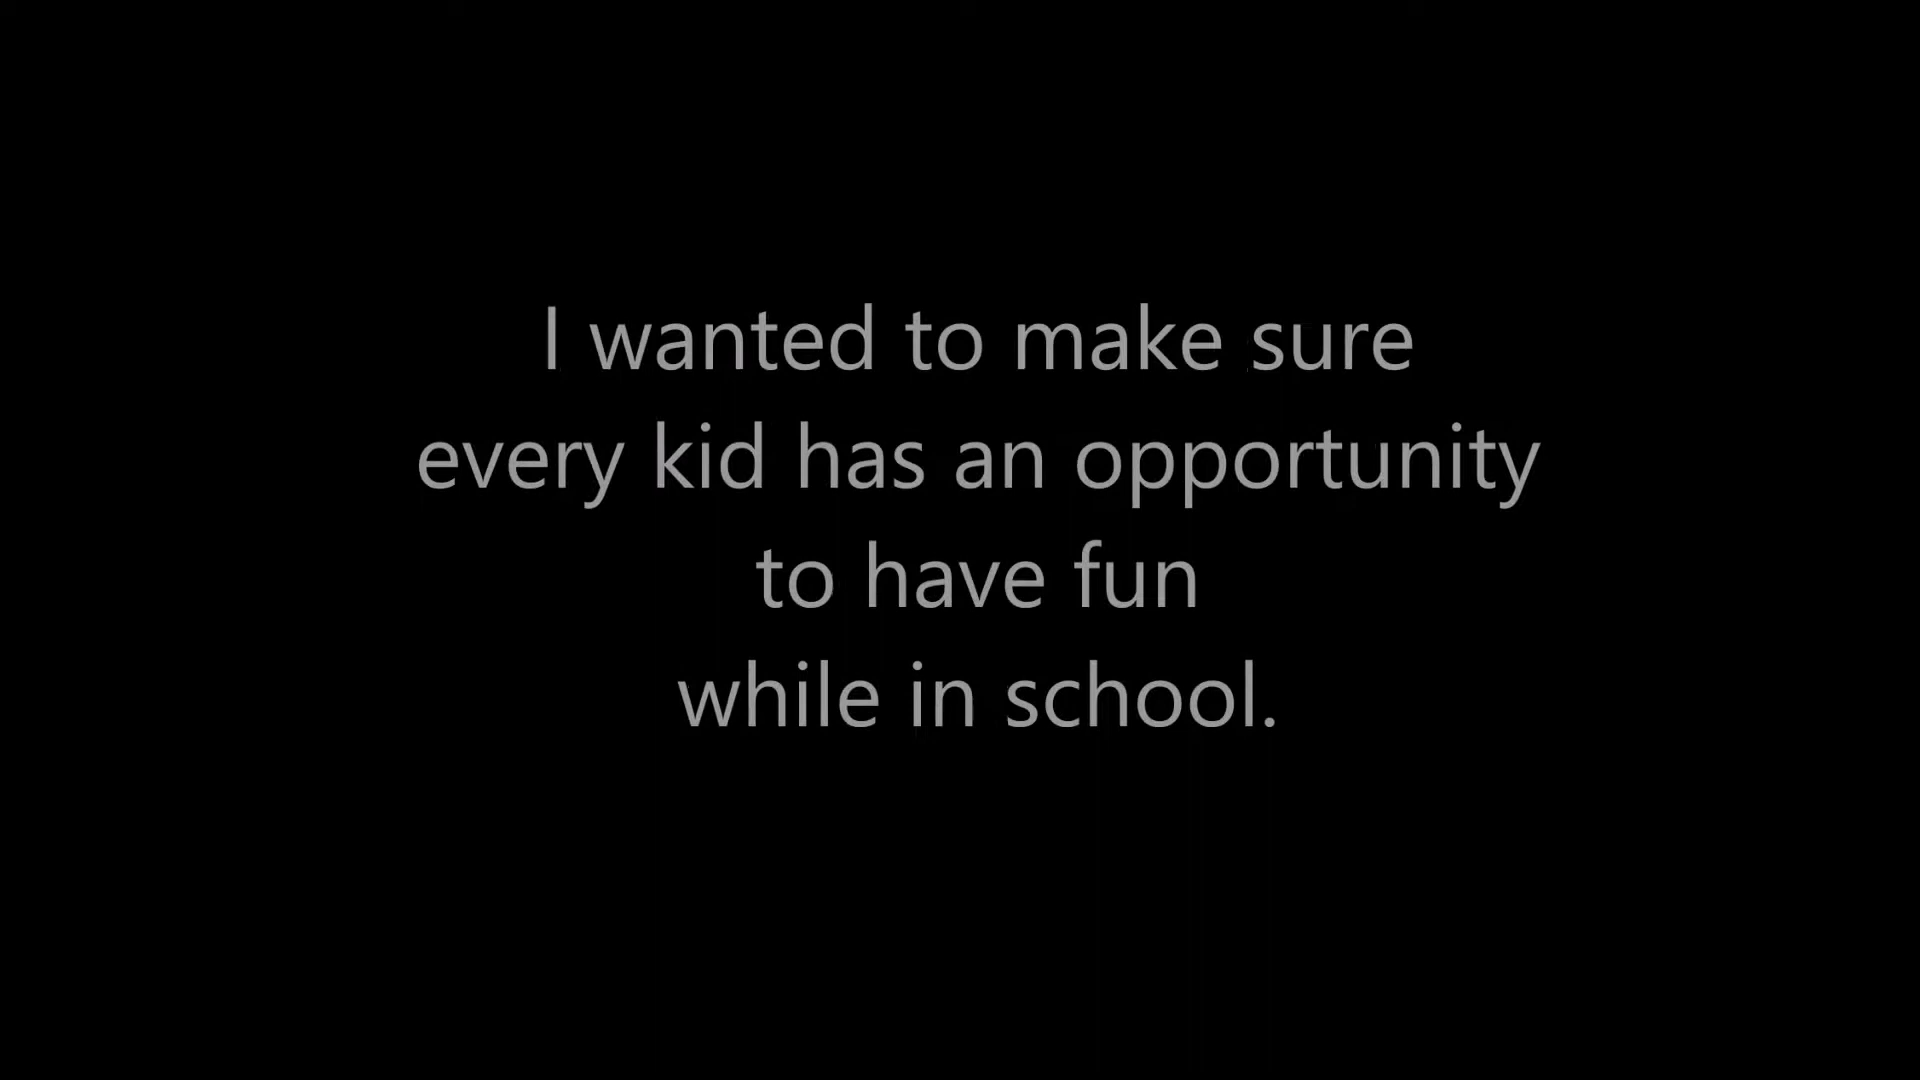 I wanted to make sure
every kid has an opportunity
to have fun
while in school.